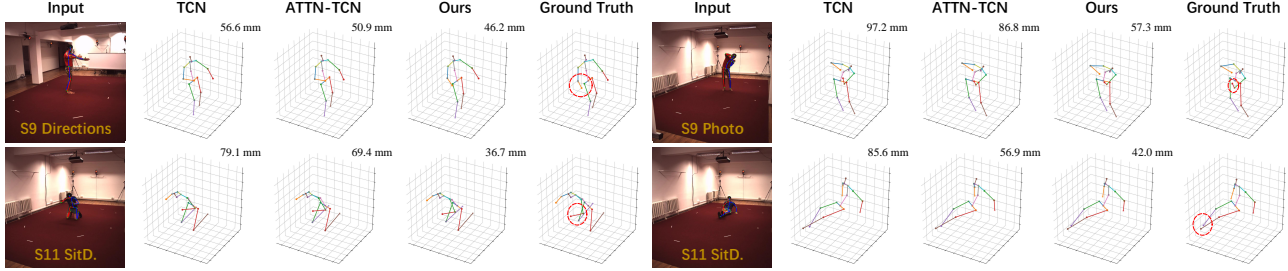 Input TCN ATTN-TCN Ours Ground Truth Input TCN ATTN-TCN Ours Ground Truth
56.6 mm 50.9 mm 46.2 mm 97.2 mm 86.8 mm 57.3 mm
S9 Directions S9 Photo
79.1 mm 69.4 mm 36.7 mm 85.6 mm 56.9 mm 42.0 mm
S11 SitD. S11 SitD.